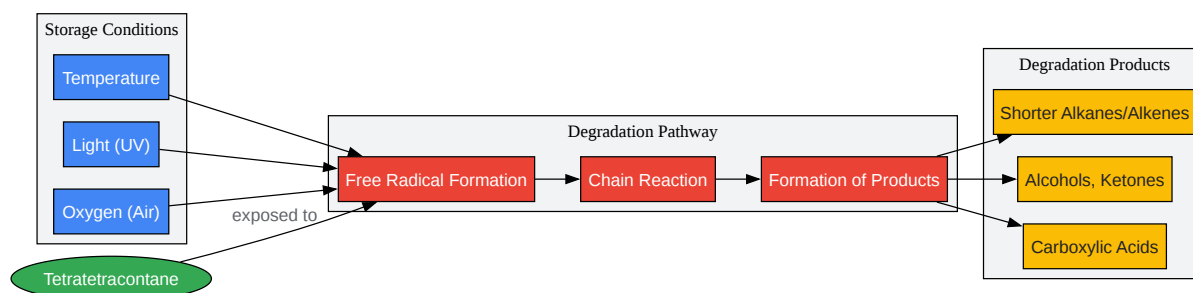 Storage Conditions
Temperature
Light (UV)
Oxygen (Air)
Tetratetracontane
exposed to
Degradation Pathway
Free Radical Formation
Chain Reaction
Formation of Products
Degradation Products
Shorter Alkanes/Alkenes
Alcohols, Ketones
Carboxylic Acids